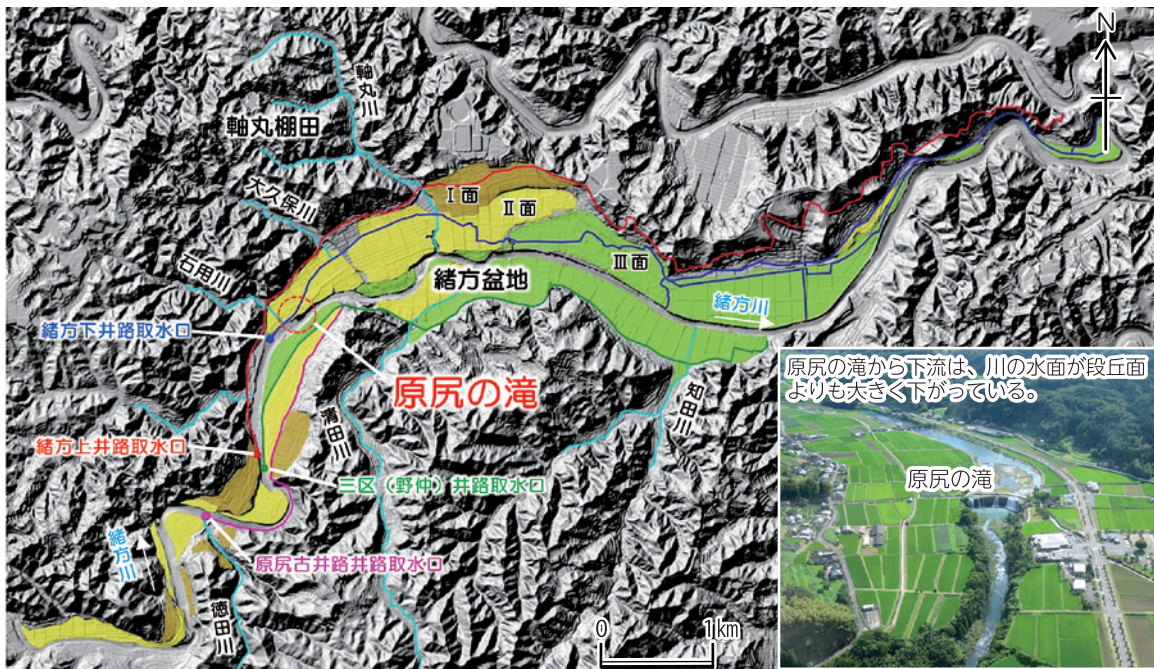 N
軸丸川
軸丸棚田
大久保川
Ⅰ面
Ⅱ面
石用川
Ⅲ面
緒方盆地
緒方川
緒方下井路取水口
原尻の滝
緒方上井路取水口
三区(野仲)井路取水口
知田川
緒方川
原尻古井路井路取水口
徳田川
0 1km
原尻の滝から下流は、川の水面が段丘面
よりも大きく下がっている。
原尻の滝